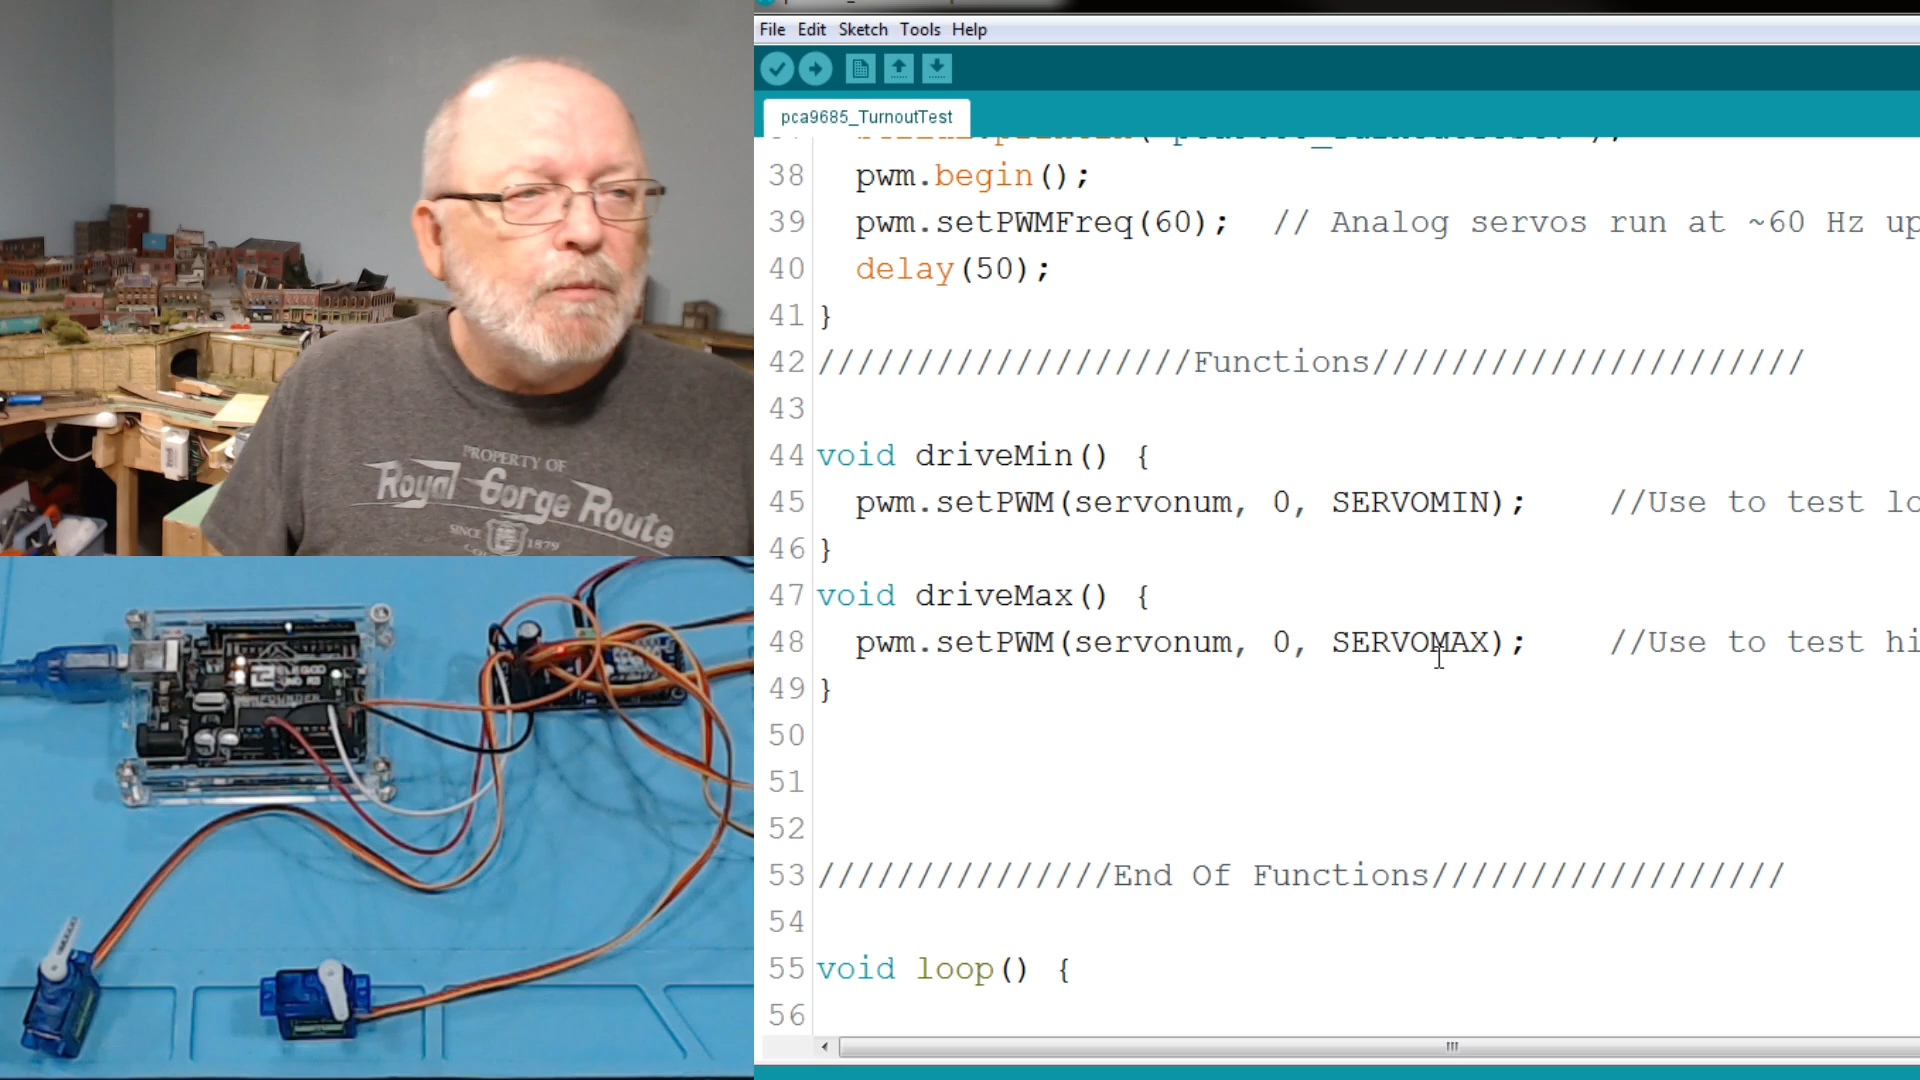 File Edit Sketch Tools Help
pca9685_TurnoutTest
38 pwm.begin();
39 pwm.setPWMFreq(60); // Analog servos run at ~60 Hz up
40 delay(50);
41 }
42 ///////////////////Functions//////////////////////
43
44 void driveMin() {
45 pwm.setPWM(servonum, 0, SERVOMIN); //Use to test lo
46 }
47 void driveMax() {
48 pwm.setPWM(servonum, 0, SERVOMAX); //Use to test hi
49 }
50
51
52
53 ///////////////End Of Functions//////////////////
54
55 void loop() {
56
PROPERTY OF
Royal Gorge Route
SINCE 1879